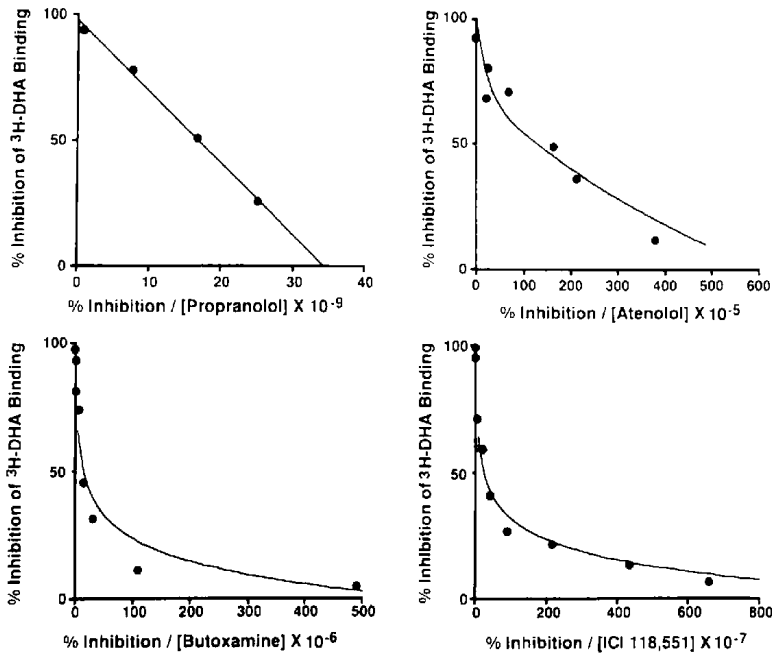 % Inhibition of ³H-DHA Binding
100
50
0
0 10 20 30 40
% Inhibition / [Propranolol] X 10⁻⁹
% Inhibition of ³H-DHA Binding
100
50
0
0 100 200 300 400 500 600
% Inhibition / [Atenolol] X 10⁻⁵
% Inhibition of ³H-DHA Binding
100
50
0
0 100 200 300 400 500
% Inhibition / [Butoxamine] X 10⁻⁶
% Inhibition of ³H-DHA Binding
100
50
0
0 200 400 600 800
% Inhibition / [ICI 118,551] X 10⁻⁷